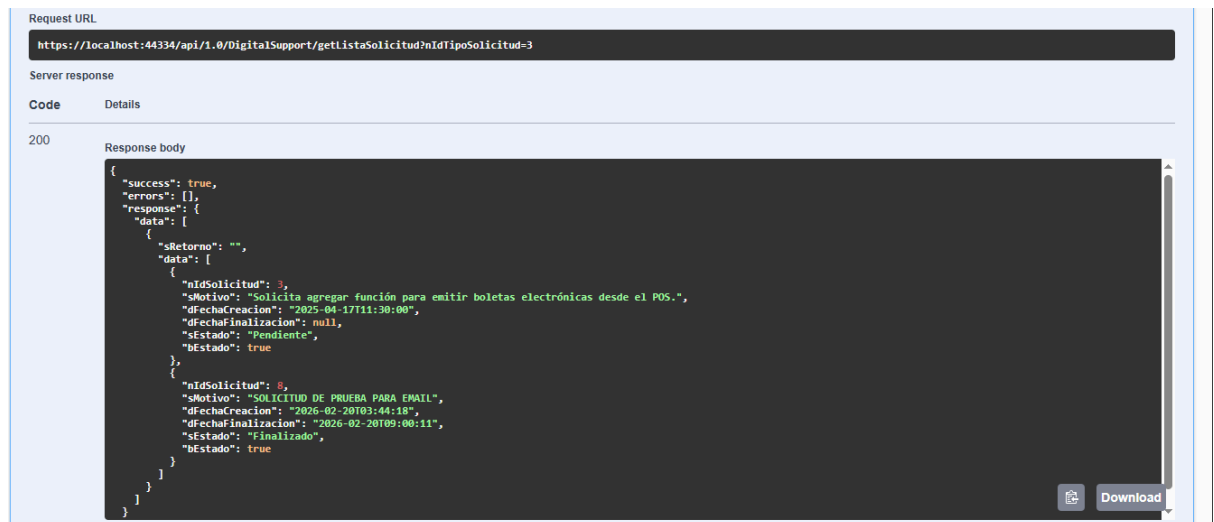 Request URL
https://localhost:44334/api/1.0/DigitalSupport/getListaSolicitud?nIdTipoSolicitud=3
Server response
Code Details
200
Response body
{
  "success": true,
  "errors": [],
  "response": {
    "data": [
      {
        "sRetorno": "",
        "data": [
          {
            "nIdSolicitud": 3,
            "sMotivo": "Solicita agregar función para emitir boletas electrónicas desde el POS.",
            "dFechaCreacion": "2025-04-17T11:30:00",
            "dFechaFinalizacion": null,
            "sEstado": "Pendiente",
            "bEstado": true
          },
          {
            "nIdSolicitud": 8,
            "sMotivo": "SOLICITUD DE PRUEBA PARA EMAIL",
            "dFechaCreacion": "2026-02-20T03:44:18",
            "dFechaFinalizacion": "2026-02-20T09:00:11",
            "sEstado": "Finalizado",
            "bEstado": true
          }
        ]
      }
    ]
  }
Download